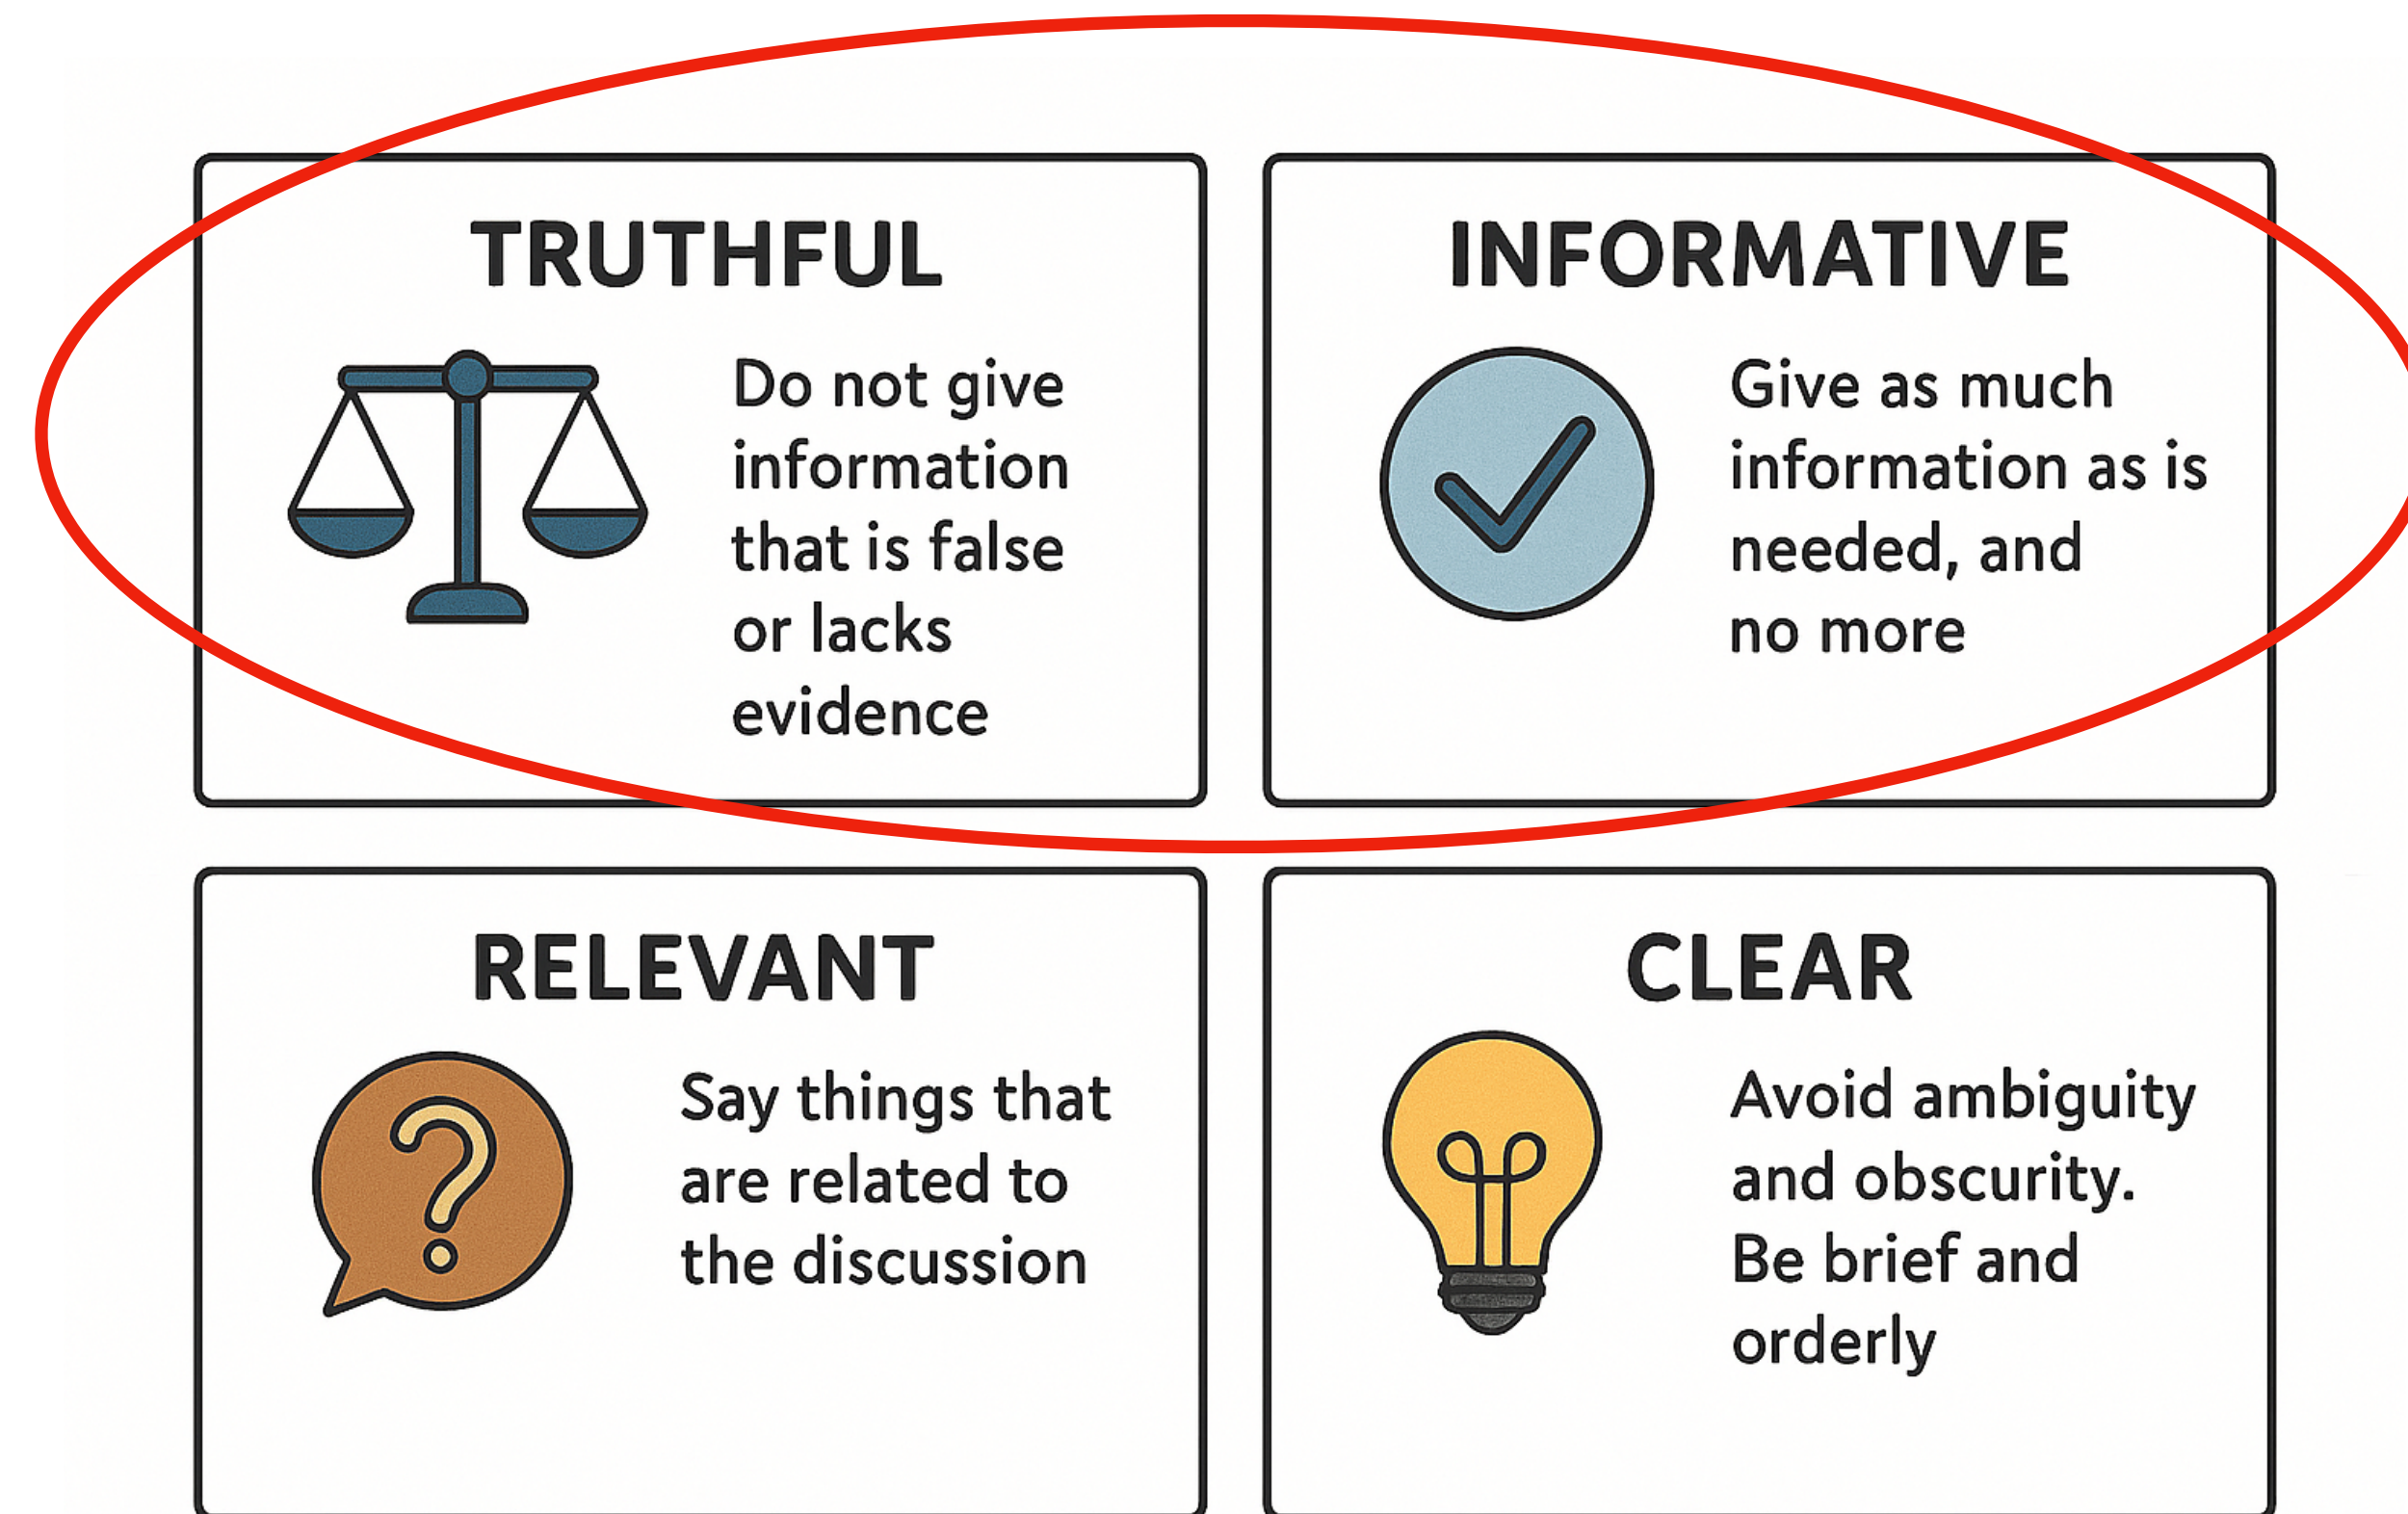 TRUTHFUL
Do not give
information
that is false
or lacks
evidence
INFORMATIVE
Give as much
information as is
needed, and
no more
RELEVANT
Say things that
are related to
the discussion
CLEAR
Avoid ambiguity
and obscurity.
Be brief and
orderly